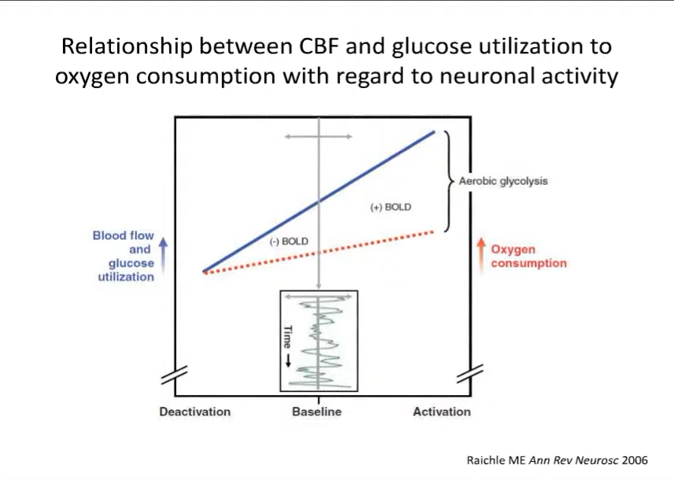 Relationship between CBF and glucose utilization to
oxygen consumption with regard to neuronal activity
Aerobic glycolysis
(+) BOLD
(-) BOLD
Blood flow
and
glucose
utilization
Oxygen
consumption
Time
Deactivation
Baseline
Activation
Raichle ME Ann Rev Neurosc 2006